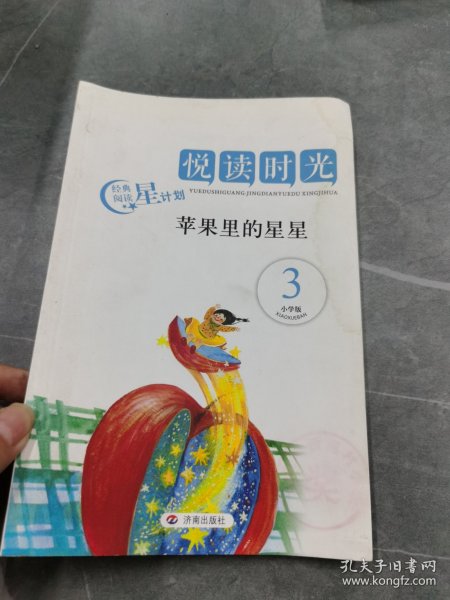 悦读时光
YUEDUSHIGUANG·JINGDIANYUEDU XINGJIHUA
经典
阅读
星计划
苹果里的星星
3
小学版
XIAOXUEBAN
济南出版社
孔夫子旧书网
www.kongfz.com